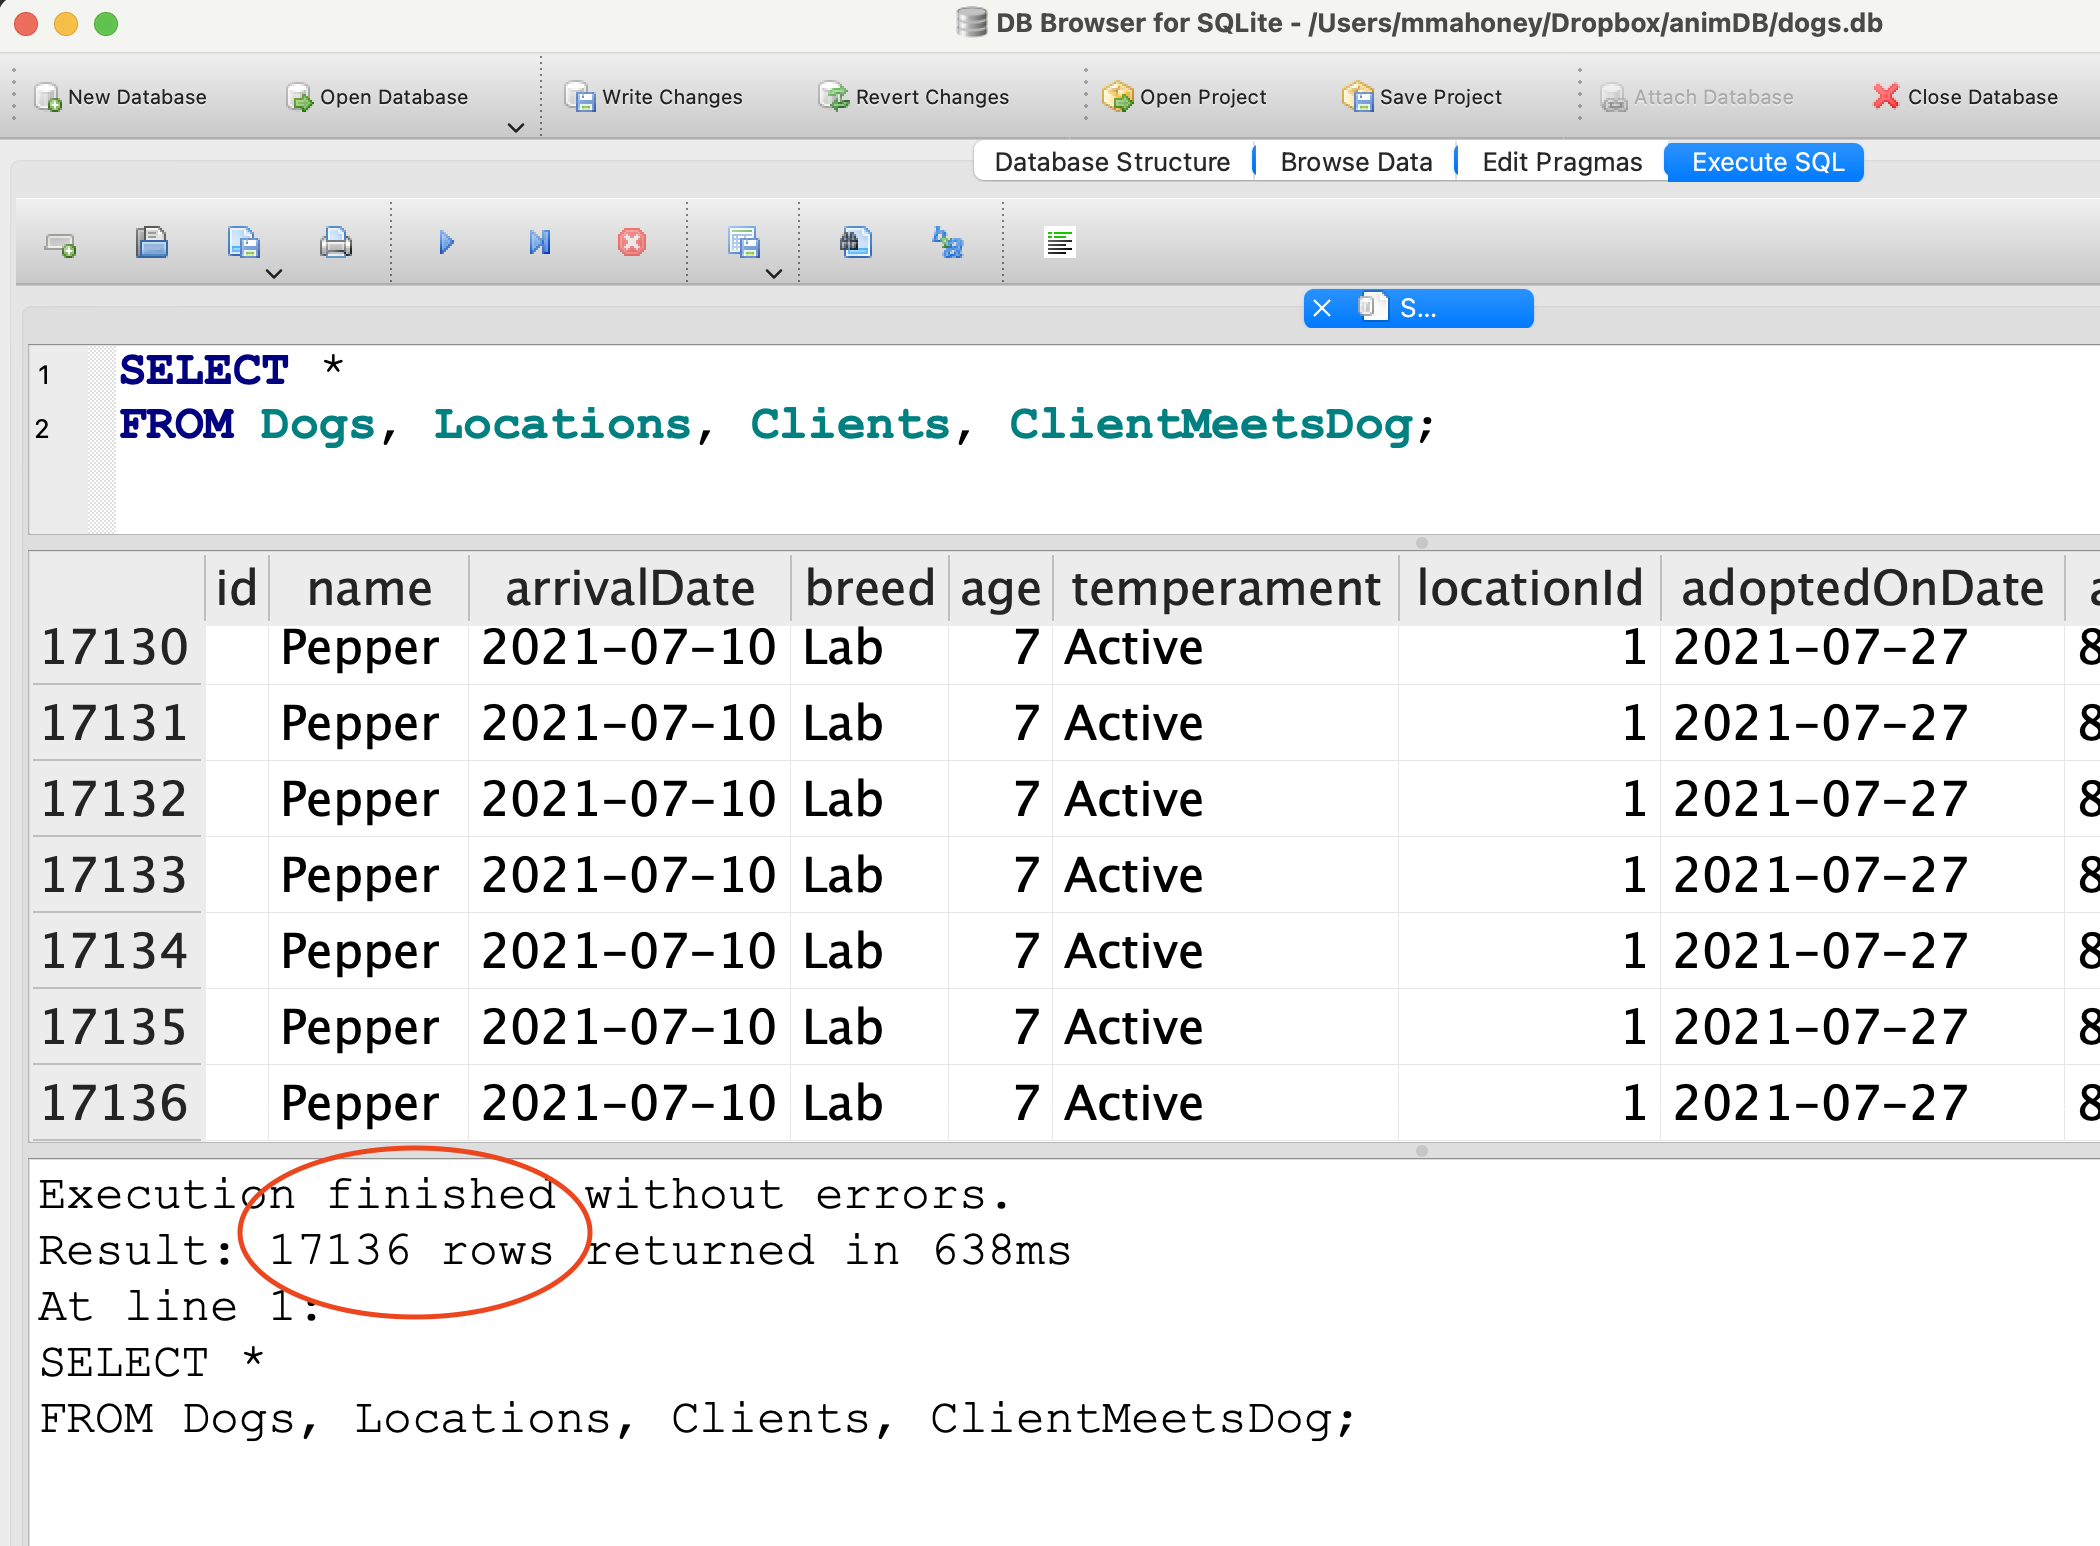 DB Browser for SQLite - /Users/mmahoney/Dropbox/animDB/dogs.db
New Database Open Database Write Changes Revert Changes Open Project Save Project Attach Database Close Database
Database Structure Browse Data Edit Pragmas Execute SQL
S...
1 SELECT *
2 FROM Dogs, Locations, Clients, ClientMeetsDog;
id name arrivalDate breed age temperament locationId adoptedOnDate a
17130 Pepper 2021-07-10 Lab 7 Active 1 2021-07-27 8
17131 Pepper 2021-07-10 Lab 7 Active 1 2021-07-27 8
17132 Pepper 2021-07-10 Lab 7 Active 1 2021-07-27 8
17133 Pepper 2021-07-10 Lab 7 Active 1 2021-07-27 8
17134 Pepper 2021-07-10 Lab 7 Active 1 2021-07-27 8
17135 Pepper 2021-07-10 Lab 7 Active 1 2021-07-27 8
17136 Pepper 2021-07-10 Lab 7 Active 1 2021-07-27 8
Execution finished without errors.
Result: 17136 rows returned in 638ms
At line 1:
SELECT *
FROM Dogs, Locations, Clients, ClientMeetsDog;